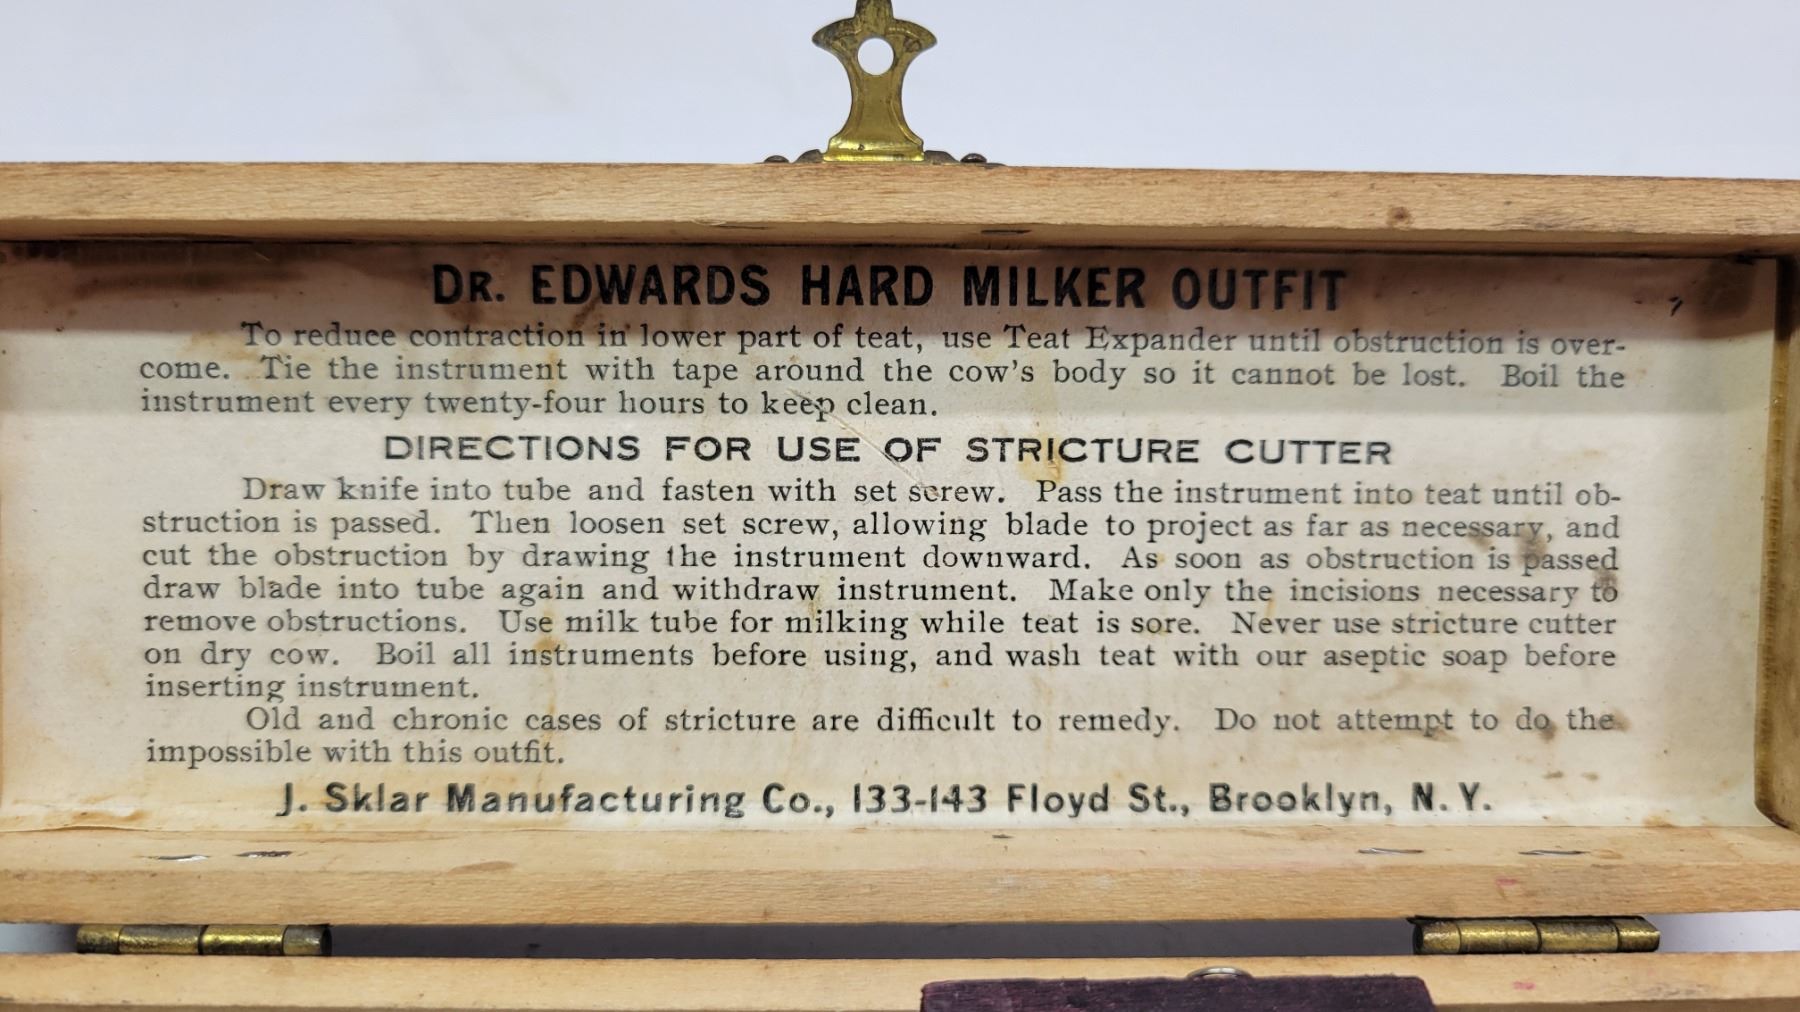 DR. EDWARDS HARD MILKER OUTFIT
To reduce contraction in lower part of teat, use Teat Expander until obstruction is over-
come. Tie the instrument with tape around the cow's body so it cannot be lost. Boil the
instrument every twenty-four hours to keep clean.
DIRECTIONS FOR USE OF STRICTURE CUTTER
Draw knife into tube and fasten with set screw. Pass the instrument into teat until ob-
struction is passed. Then loosen set screw, allowing blade to project as far as necessary, and
cut the obstruction by drawing the instrument downward. As soon as obstruction is passed
draw blade into tube again and withdraw instrument. Make only the incisions necessary to
remove obstructions. Use milk tube for milking while teat is sore. Never use stricture cutter
on dry cow. Boil all instruments before using, and wash teat with our aseptic soap before
inserting instrument.
Old and chronic cases of stricture are difficult to remedy. Do not attempt to do the
impossible with this outfit.
J. Sklar Manufacturing Co., 133-143 Floyd St., Brooklyn, N. Y.